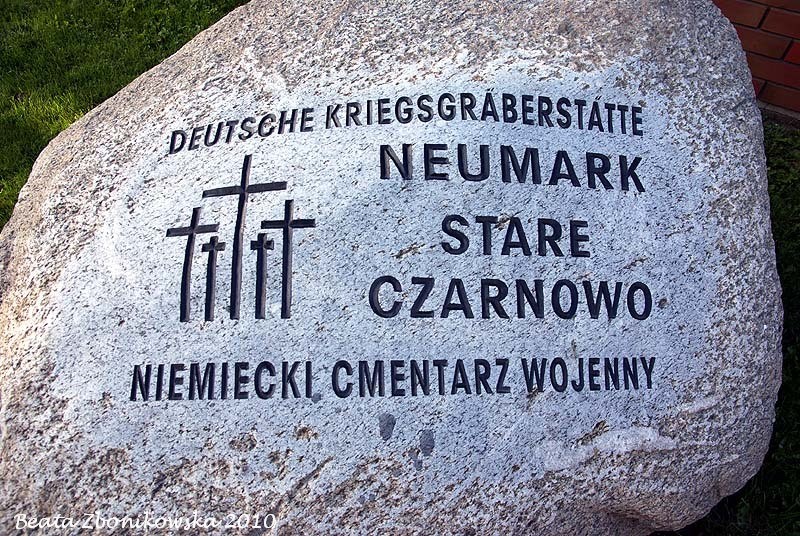 DEUTSCHE KRIEGSGRÄBERSTÄTTE
NEUMARK
STARE
CZARNOWO
NIEMIECKI CMENTARZ WOJENNY
Beata Zbonikowska 2010